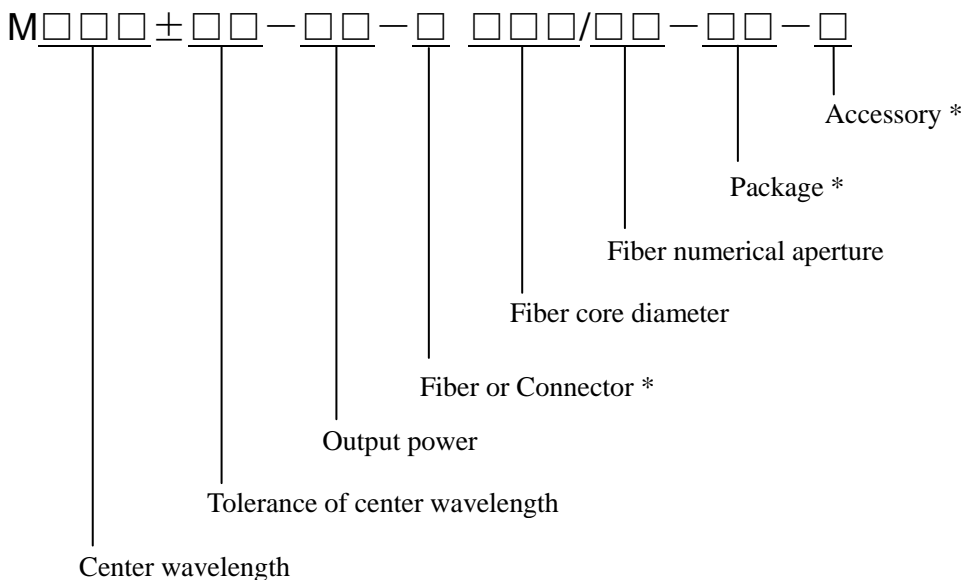 M□□□±□□－□□－□ □□□/□□－□□－□
Accessory *
Package *
Fiber numerical aperture
Fiber core diameter
Fiber or Connector *
Output power
Tolerance of center wavelength
Center wavelength